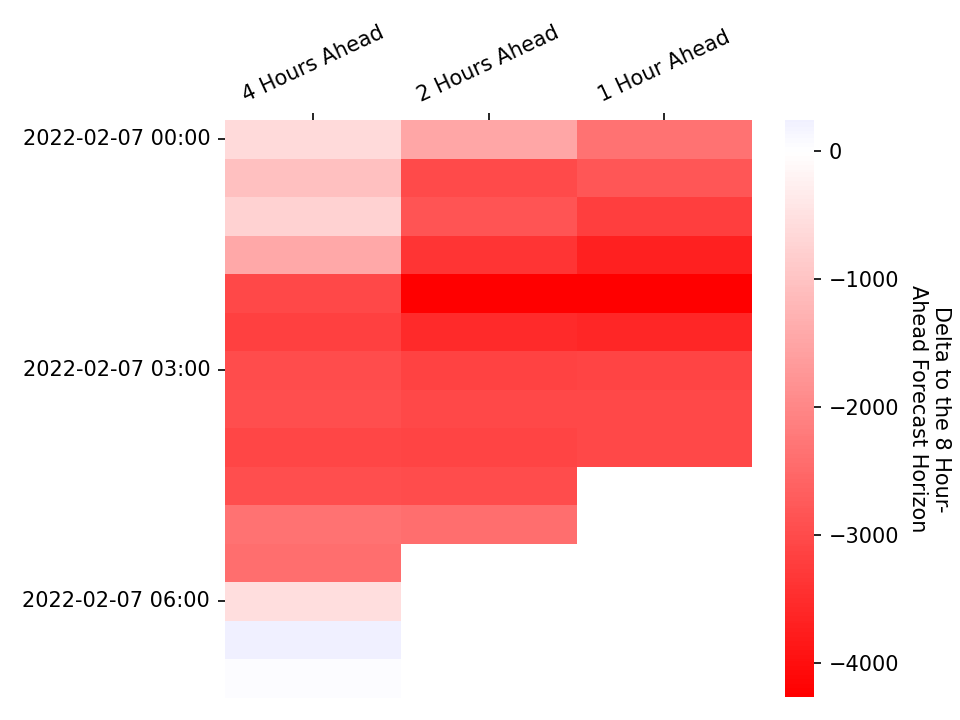 4 Hours Ahead
2 Hours Ahead
1 Hour Ahead
2022-02-07 00:00
2022-02-07 03:00
2022-02-07 06:00
0
−1000
−2000
−3000
−4000
Delta to the 8 Hour-
Ahead Forecast Horizon